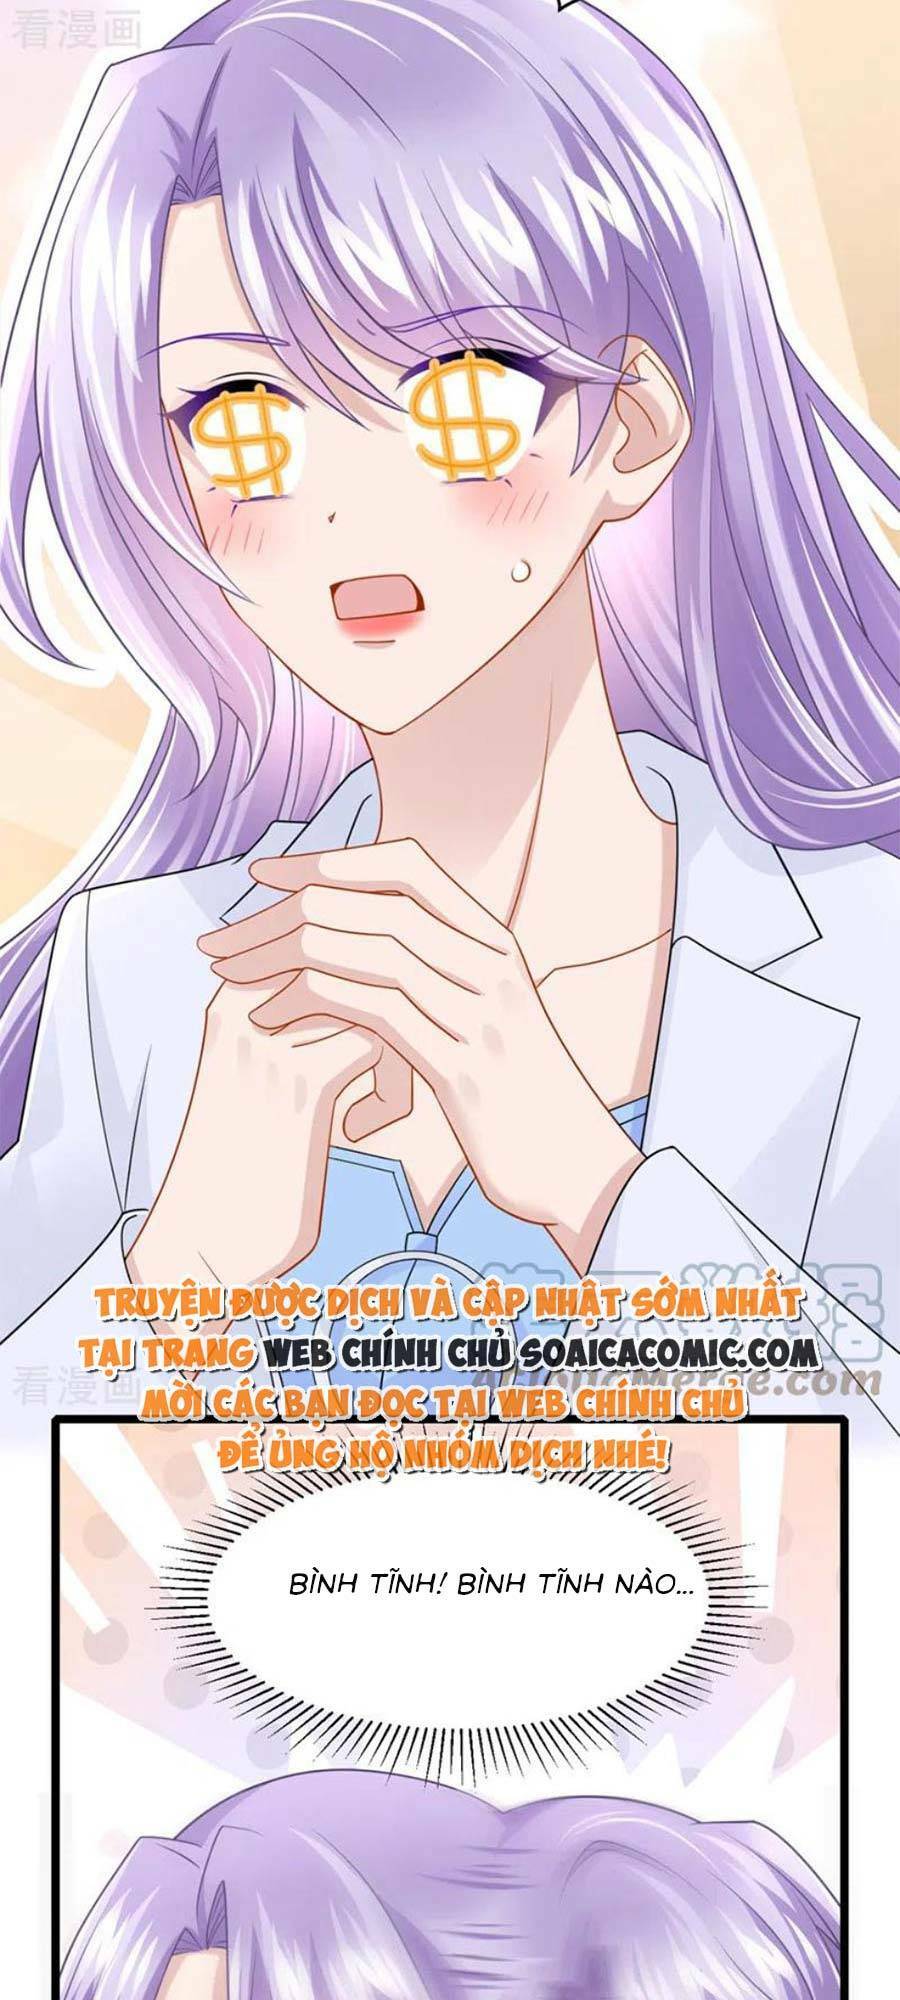 看漫画
TRUYỆN ĐƯỢC DỊCH VÀ CẬP NHẬT SỚM NHẤT
TẠI TRANG WEB CHÍNH CHỦ SOAICACOMIC.COM
看漫画
MỜI CÁC BẠN ĐỌC TẠI WEB CHÍNH CHỦ
ĐỂ ỦNG HỘ NHÓM DỊCH NHÉ!
BÌNH TĨNH! BÌNH TĨNH NÀO...